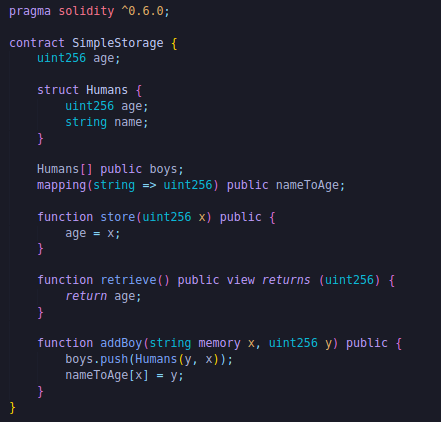 pragma solidity ^0.6.0;

contract SimpleStorage {
    uint256 age;

    struct Humans {
        uint256 age;
        string name;
    }

    Humans[] public boys;
    mapping(string => uint256) public nameToAge;

    function store(uint256 x) public {
        age = x;
    }

    function retrieve() public view returns (uint256) {
        return age;
    }

    function addBoy(string memory x, uint256 y) public {
        boys.push(Humans(y, x));
        nameToAge[x] = y;
    }
}